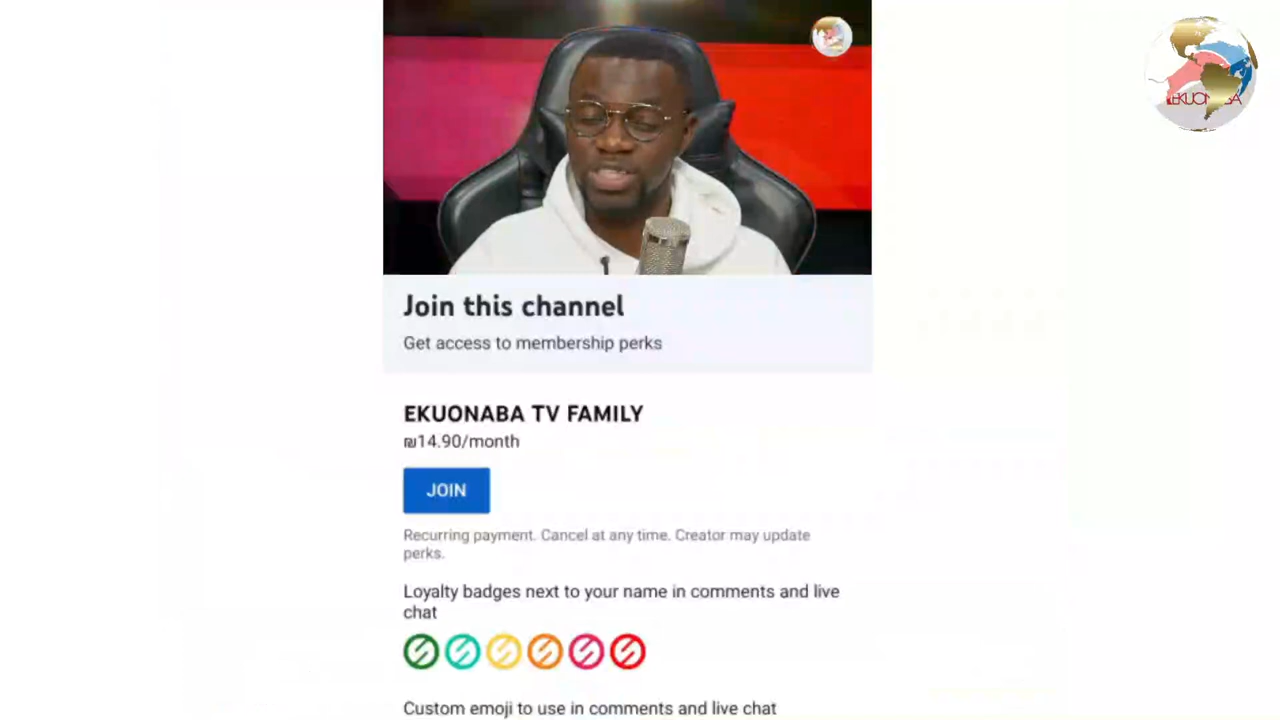 EKUONABA
Join this channel
Get access to membership perks
EKUONABA TV FAMILY
₪14.90/month
JOIN
Recurring payment. Cancel at any time. Creator may update
perks.
Loyalty badges next to your name in comments and live
chat
Custom emoji to use in comments and live chat